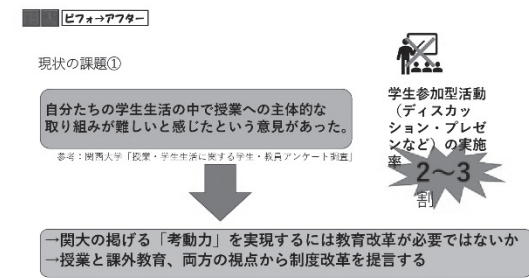 ビフォ→アフター
現状の課題①
自分たちの学生生活の中で授業への主体的な
取り組みが難しいと感じたという意見があった。
参考：関西大学「授業・学生生活に関する学生・教員アンケート調査」
学生参加型活動
（ディスカッ
ション・プレゼ
ンなど）の実施
率
2～3
割
→関大の掲げる「考動力」を実現するには教育改革が必要ではないか
→授業と課外教育、両方の視点から制度改革を提言する